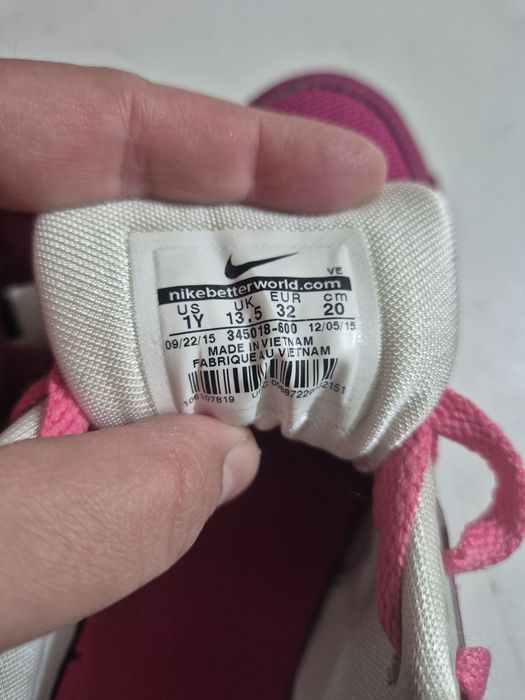 VE
nikebetterworld.com
US UK EUR cm
1Y 13.5 32 20
09/22/15 345018-600 12/05/15
MADE IN VIETNAM
FABRIQUE AU VIETNAM
106107819